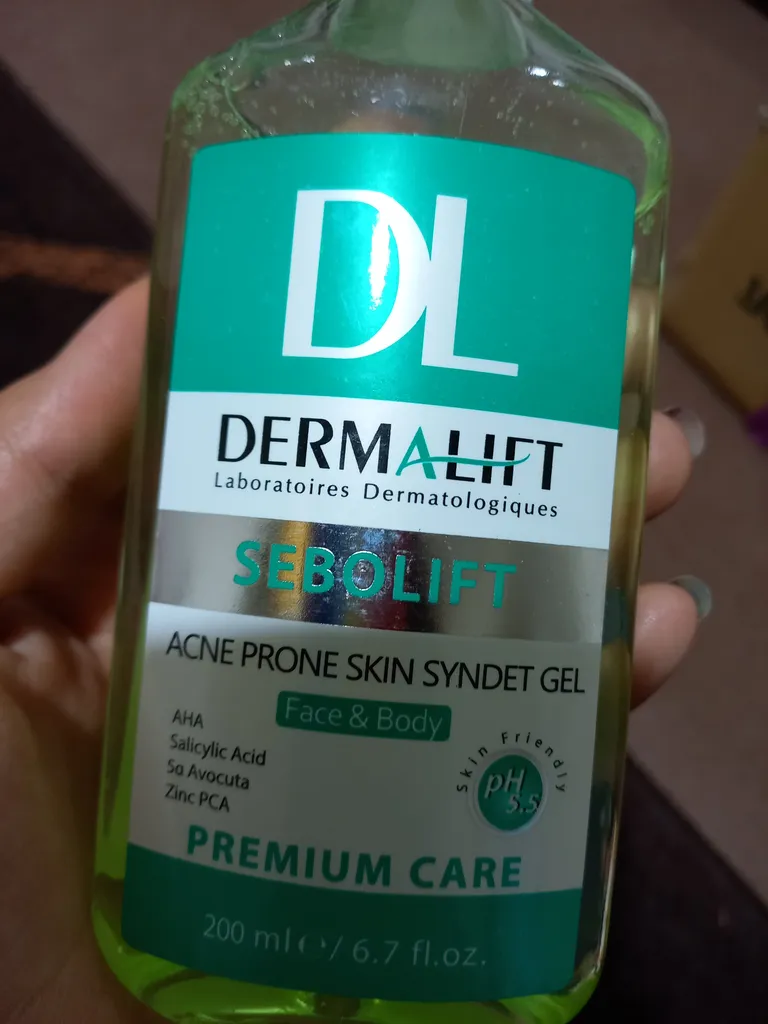 DL
DERMALIFT
Laboratoires Dermatologiques
SEBOLIFT
ACNE PRONE SKIN SYNDET GEL
Face & Body
AHA
Salicylic Acid
5α Avocuta
Zinc PCA
Skin Friendly
pH
5.5
PREMIUM CARE
200 ml ℮ / 6.7 fl.oz.